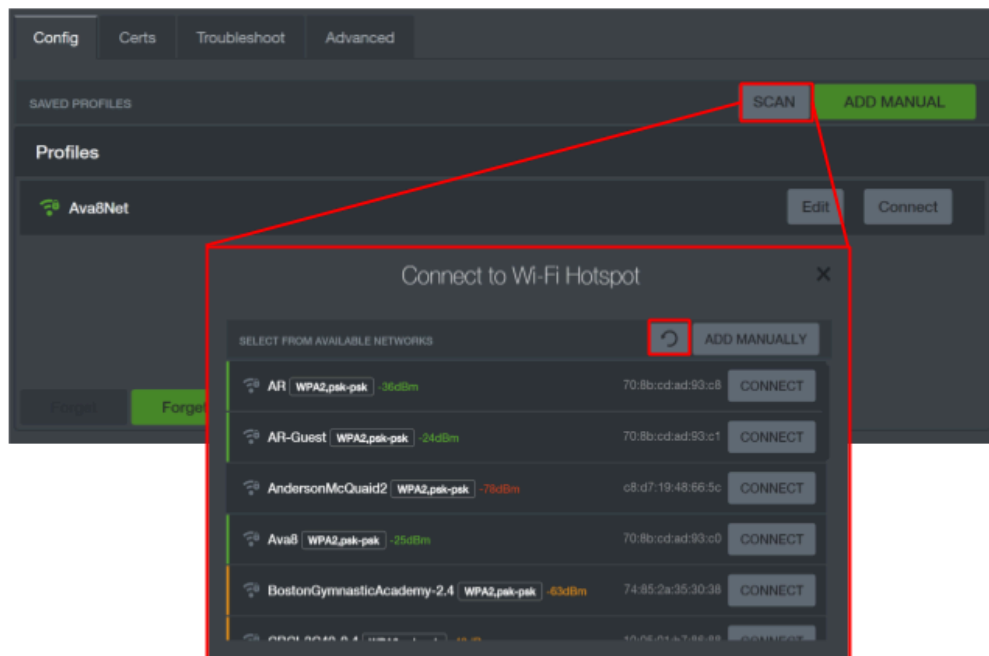 Config Certs Troubleshoot Advanced
SAVED PROFILES SCAN ADD MANUAL
Profiles
Ava8Net Edit Connect
Connect to Wi-Fi Hotspot ×
SELECT FROM AVAILABLE NETWORKS ADD MANUALLY
AR WPA2,psk-psk -36dBm 70:8b:cd:ad:93:c8 CONNECT
Forget Forget
AR-Guest WPA2,psk-psk -24dBm 70:8b:cd:ad:93:c1 CONNECT
AndersonMcQuaid2 WPA2,psk-psk -78dBm c8:d7:19:48:66:5c CONNECT
Ava8 WPA2,psk-psk -25dBm 70:8b:cd:ad:93:c0 CONNECT
BostonGymnasticAcademy-2.4 WPA2,psk-psk -63dBm 74:85:2a:35:30:38 CONNECT
CONNECT